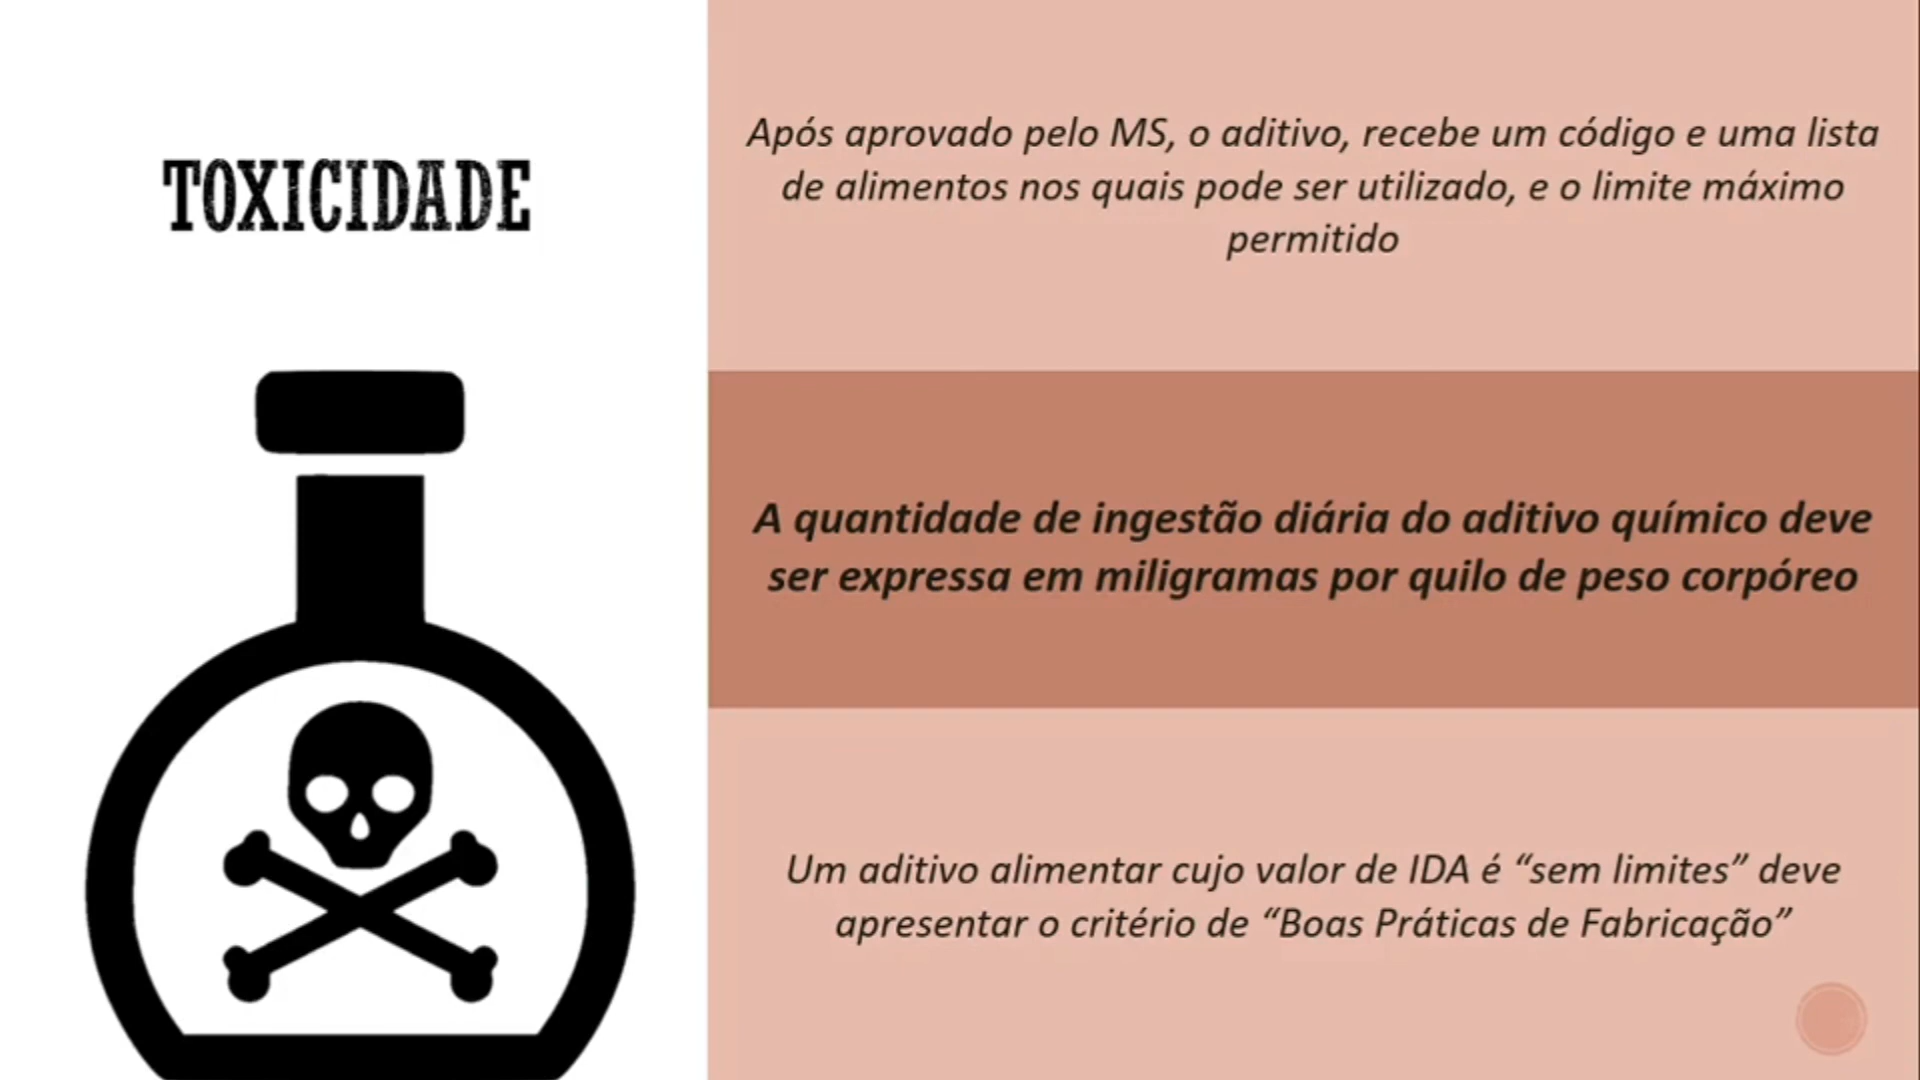 TOXICIDADE
Após aprovado pelo MS, o aditivo, recebe um código e uma lista
de alimentos nos quais pode ser utilizado, e o limite máximo
permitido
A quantidade de ingestão diária do aditivo químico deve
ser expressa em miligramas por quilo de peso corpóreo
Um aditivo alimentar cujo valor de IDA é “sem limites” deve
apresentar o critério de “Boas Práticas de Fabricação”